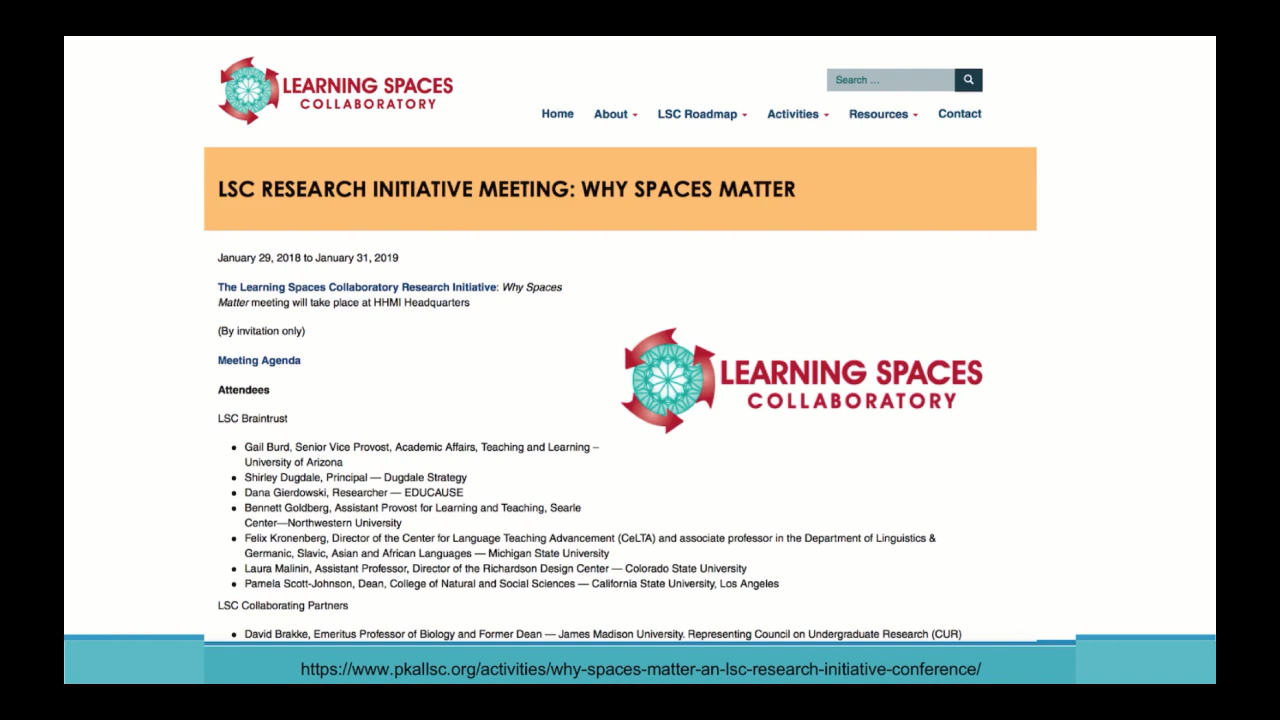 LEARNING SPACES
COLLABORATORY
Search ...
Home About LSC Roadmap Activities Resources Contact
LSC RESEARCH INITIATIVE MEETING: WHY SPACES MATTER
January 29, 2018 to January 31, 2019
The Learning Spaces Collaboratory Research Initiative: Why Spaces
Matter meeting will take place at HHMI Headquarters
(By invitation only)
Meeting Agenda
Attendees
LEARNING SPACES
COLLABORATORY
LSC Braintrust
• Gail Burd, Senior Vice Provost, Academic Affairs, Teaching and Learning –
University of Arizona
• Shirley Dugdale, Principal — Dugdale Strategy
• Dana Gierdowski, Researcher — EDUCAUSE
• Bennett Goldberg, Assistant Provost for Learning and Teaching, Searle
Center—Northwestern University
• Felix Kronenberg, Director of the Center for Language Teaching Advancement (CeLTA) and associate professor in the Department of Linguistics &
Germanic, Slavic, Asian and African Languages — Michigan State University
• Laura Malinin, Assistant Professor, Director of the Richardson Design Center — Colorado State University
• Pamela Scott-Johnson, Dean, College of Natural and Social Sciences — California State University, Los Angeles
LSC Collaborating Partners
• David Brakke, Emeritus Professor of Biology and Former Dean — James Madison University. Representing Council on Undergraduate Research (CUR)
https://www.pkallsc.org/activities/why-spaces-matter-an-lsc-research-initiative-conference/